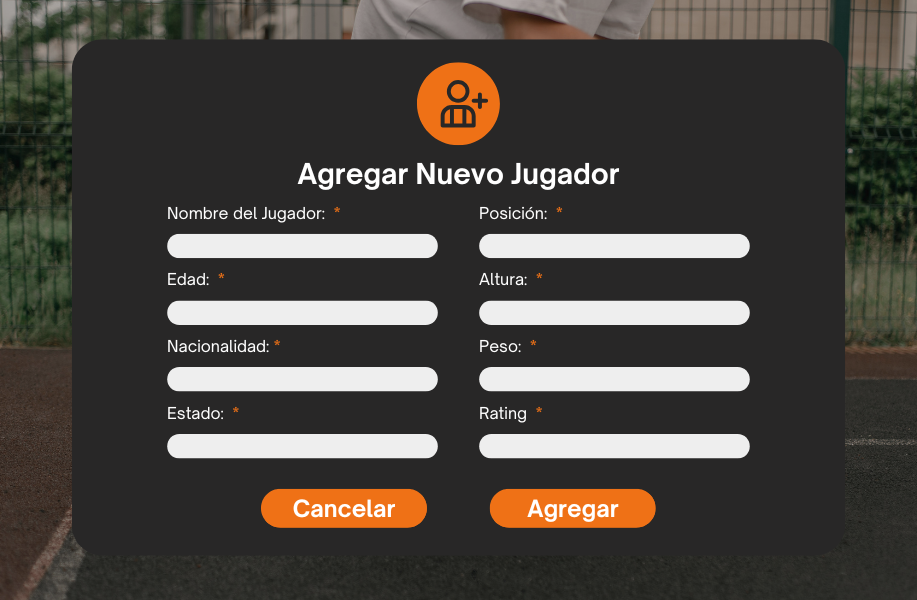 Agregar Nuevo Jugador
Nombre del Jugador: *
Posición: *
Edad: *
Altura: *
Nacionalidad: *
Peso: *
Estado: *
Rating *
Cancelar
Agregar